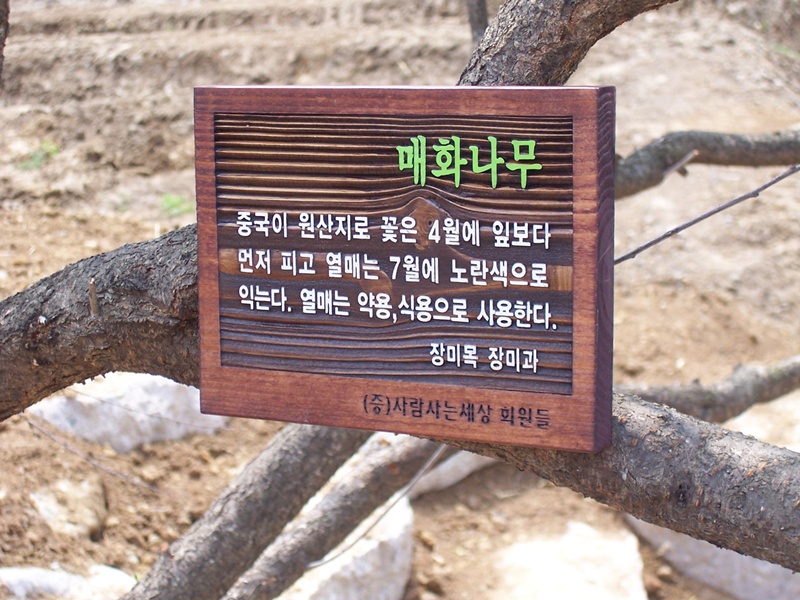 매화나무
중국이 원산지로 꽃은 4월에 잎보다
먼저 피고 열매는 7월에 노란색으로
익는다. 열매는 약용,식용으로 사용한다.
장미목 장미과
(증)사람사는세상 회원들